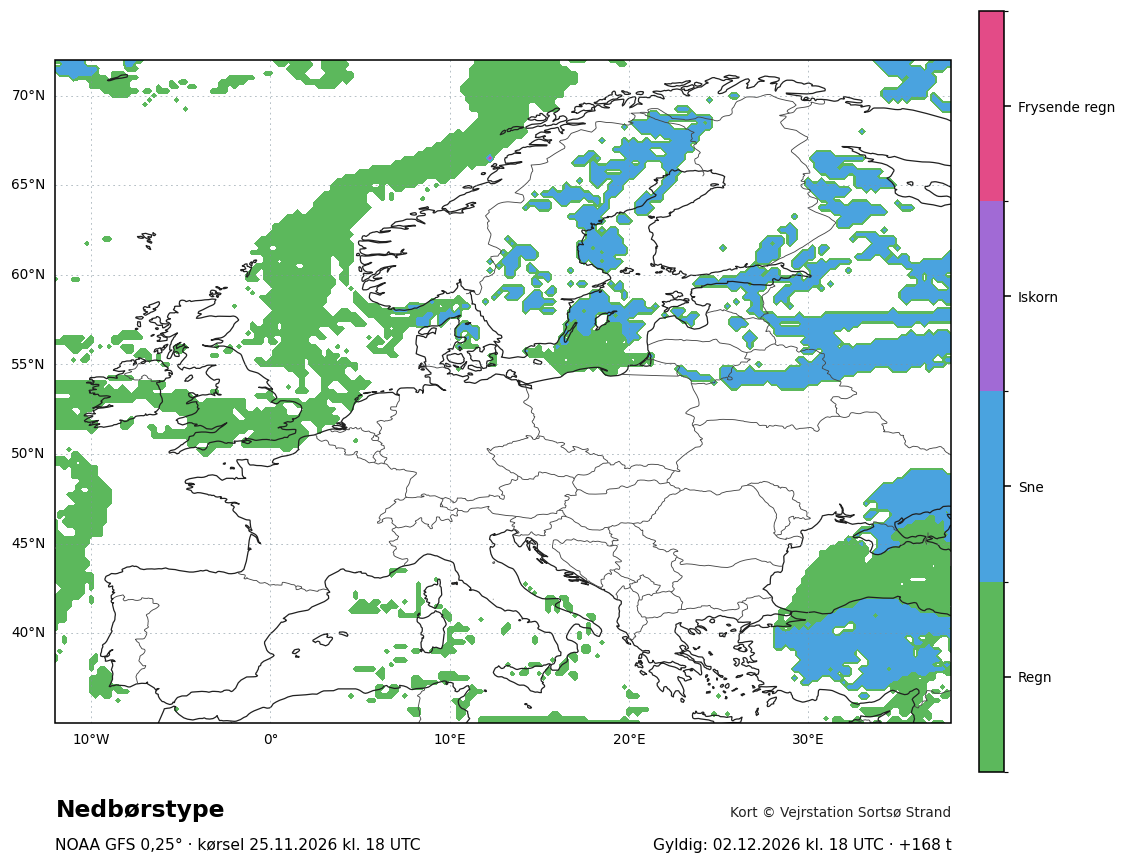 70°N
65°N
60°N
55°N
50°N
45°N
40°N
10°W
0°
10°E
20°E
30°E
Frysende regn
Iskorn
Sne
Regn
Nedbørstype
Kort © Vejrstation Sortsø Strand
NOAA GFS 0,25° · kørsel 25.11.2026 kl. 18 UTC
Gyldig: 02.12.2026 kl. 18 UTC · +168 t